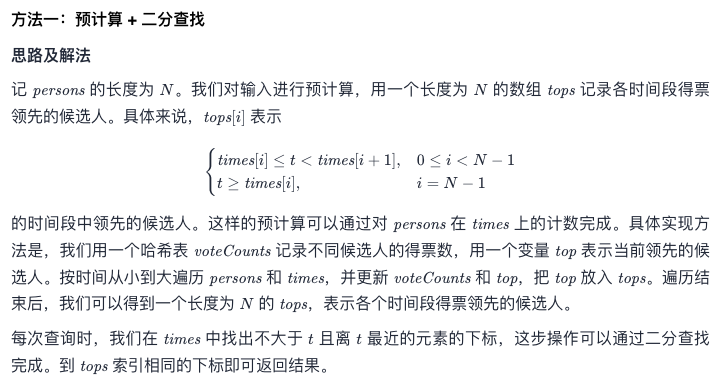 方法一：预计算 + 二分查找
思路及解法
记 persons 的长度为 N。我们对输入进行预计算，用一个长度为 N 的数组 tops 记录各时间段得票
领先的候选人。具体来说，tops[i] 表示
{ times[i] ≤ t < times[i + 1], 0 ≤ i < N − 1
t ≥ times[i], i = N − 1
的时间段中领先的候选人。这样的预计算可以通过对 persons 在 times 上的计数完成。具体实现方
法是，我们用一个哈希表 voteCounts 记录不同候选人的得票数，用一个变量 top 表示当前领先的候
选人。按时间从小到大遍历 persons 和 times，并更新 voteCounts 和 top，把 top 放入 tops。遍历结
束后，我们可以得到一个长度为 N 的 tops，表示各个时间段得票领先的候选人。
每次查询时，我们在 times 中找出不大于 t 且离 t 最近的元素的下标，这步操作可以通过二分查找
完成。到 tops 索引相同的下标即可返回结果。